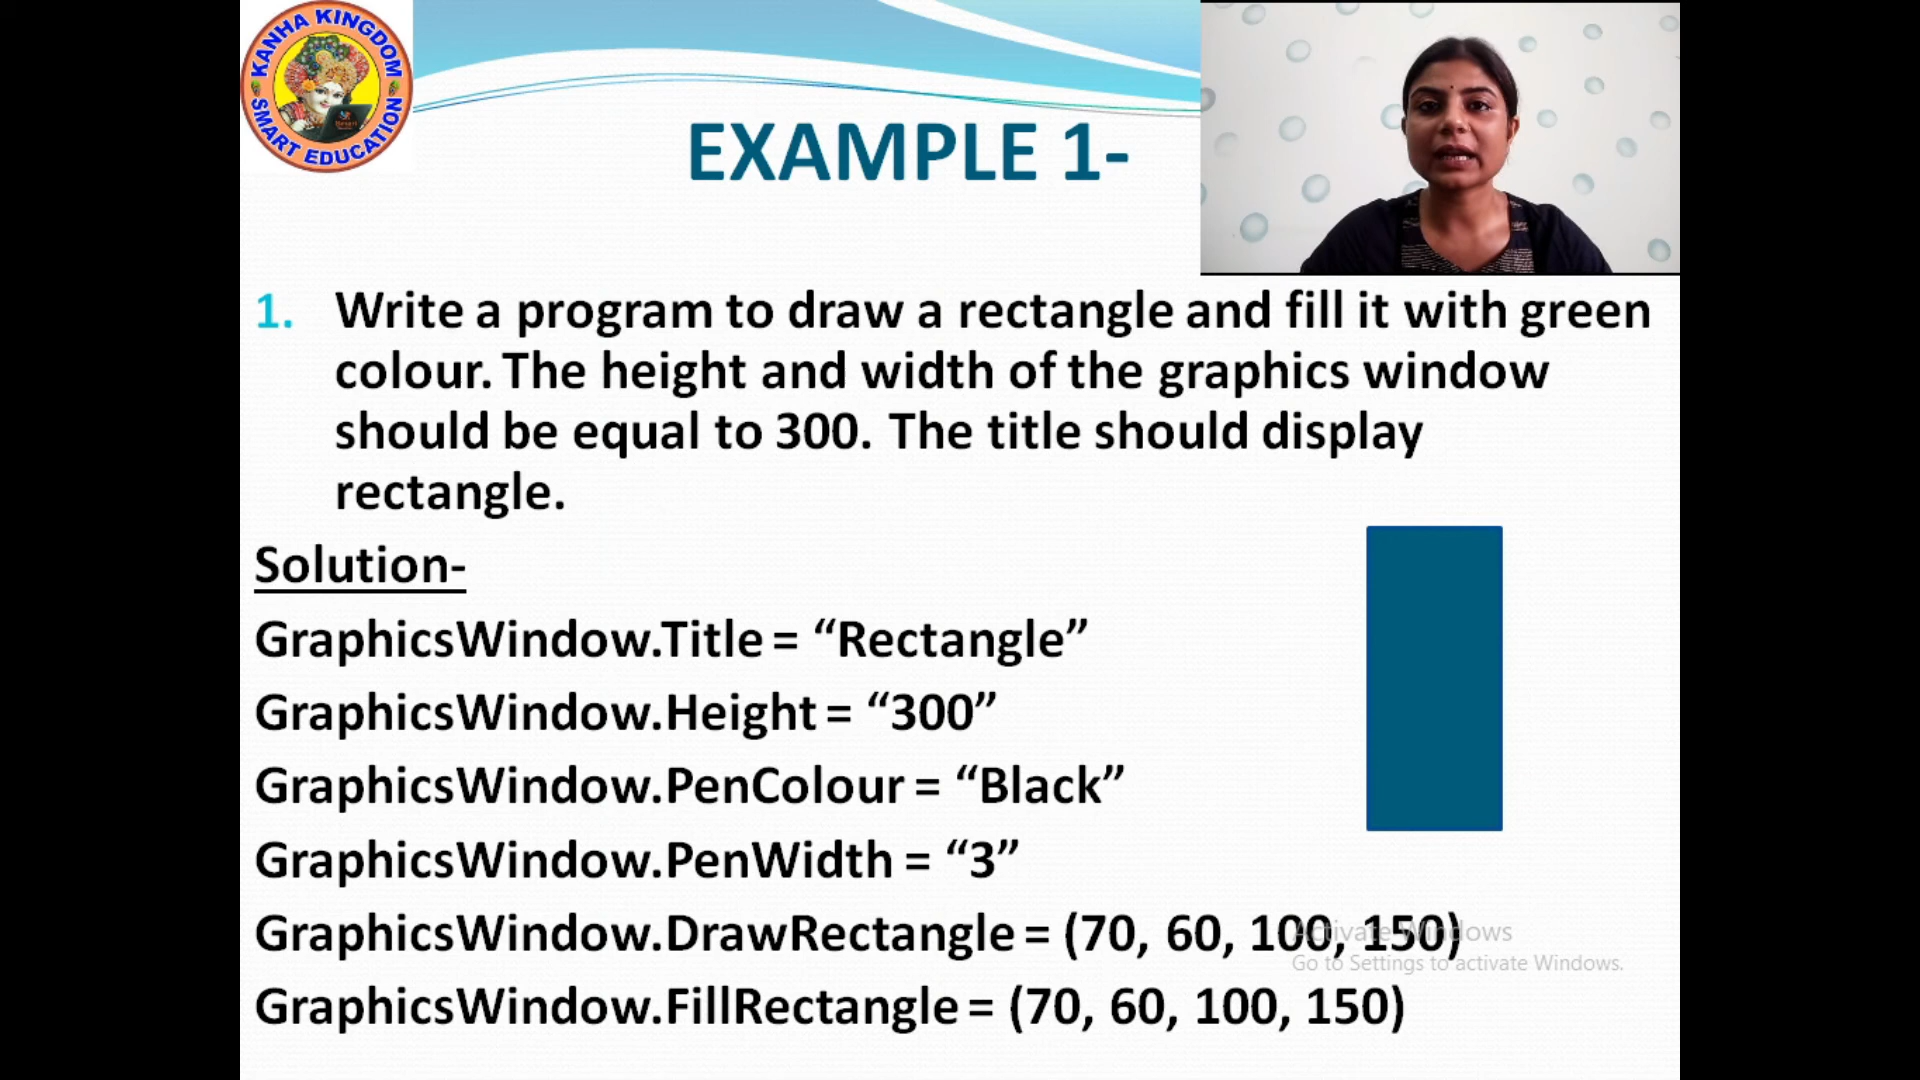 KANHA KINGDOM
SMART EDUCATION
EXAMPLE 1-
1. Write a program to draw a rectangle and fill it with green
colour. The height and width of the graphics window
should be equal to 300. The title should display
rectangle.
Solution-
GraphicsWindow.Title = “Rectangle”
GraphicsWindow.Height = “300”
GraphicsWindow.PenColour = “Black”
GraphicsWindow.PenWidth = “3”
GraphicsWindow.DrawRectangle = (70, 60, 100, 150)
Activate Windows
Go to Settings to activate Windows.
GraphicsWindow.FillRectangle = (70, 60, 100, 150)